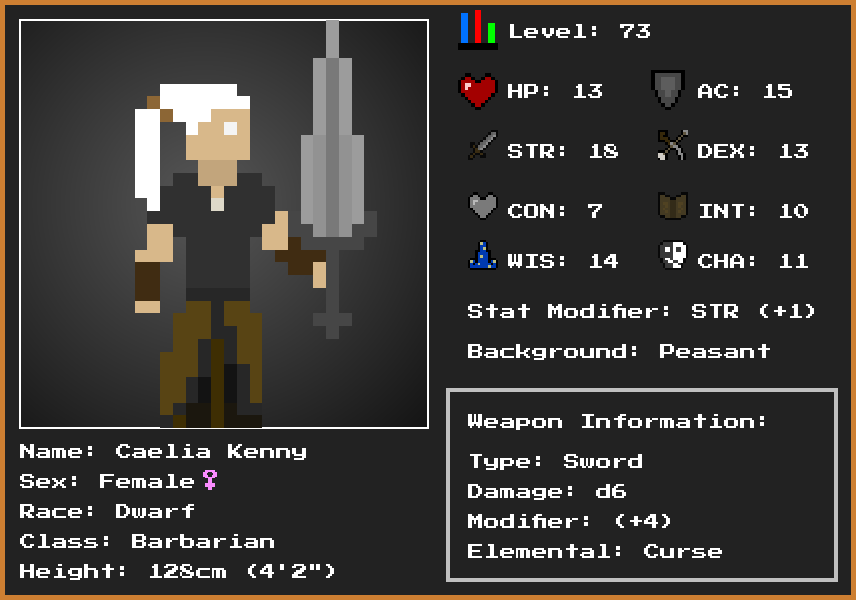 Level: 73
HP: 13 AC: 15
STR: 18 DEX: 13
CON: 7 INT: 10
WIS: 14 CHA: 11
Stat Modifier: STR (+1)
Background: Peasant
Weapon Information:
Type: Sword
Damage: d6
Modifier: (+4)
Elemental: Curse
Name: Caelia Kenny
Sex: Female♀
Race: Dwarf
Class: Barbarian
Height: 128cm (4'2")